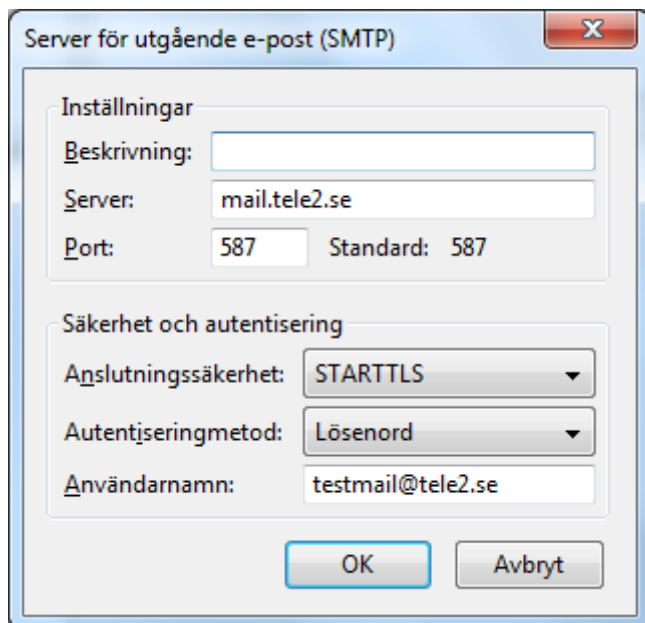 Server för utgående e-post (SMTP)
Inställningar
Beskrivning:
Server: mail.tele2.se
Port: 587 Standard: 587
Säkerhet och autentisering
Anslutningssäkerhet: STARTTLS
Autentiseringmetod: Lösenord
Användarnamn: testmail@tele2.se
OK Avbryt